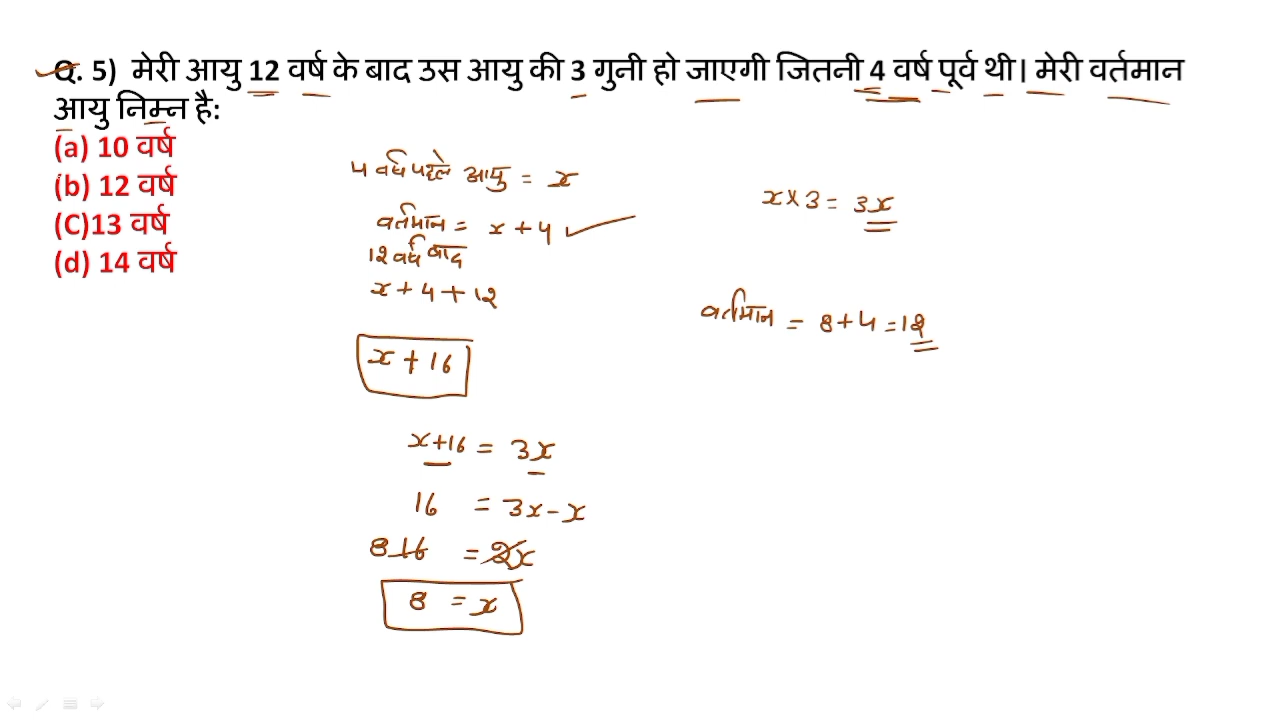 Q. 5) मेरी आयु 12 वर्ष के बाद उस आयु की 3 गुनी हो जाएगी जितनी 4 वर्ष पूर्व थी। मेरी वर्तमान
आयु निम्न है:
(a) 10 वर्ष
(b) 12 वर्ष
(C)13 वर्ष
(d) 14 वर्ष
4 वर्ष पहले आयु = x
वर्तमान = x + 4
12 वर्ष बाद
x + 4 + 12
x + 16
x+16 = 3x
16 = 3x - x
8 16 = 2x
8 = x
x × 3 = 3x
वर्तमान = 8 + 4 = 12